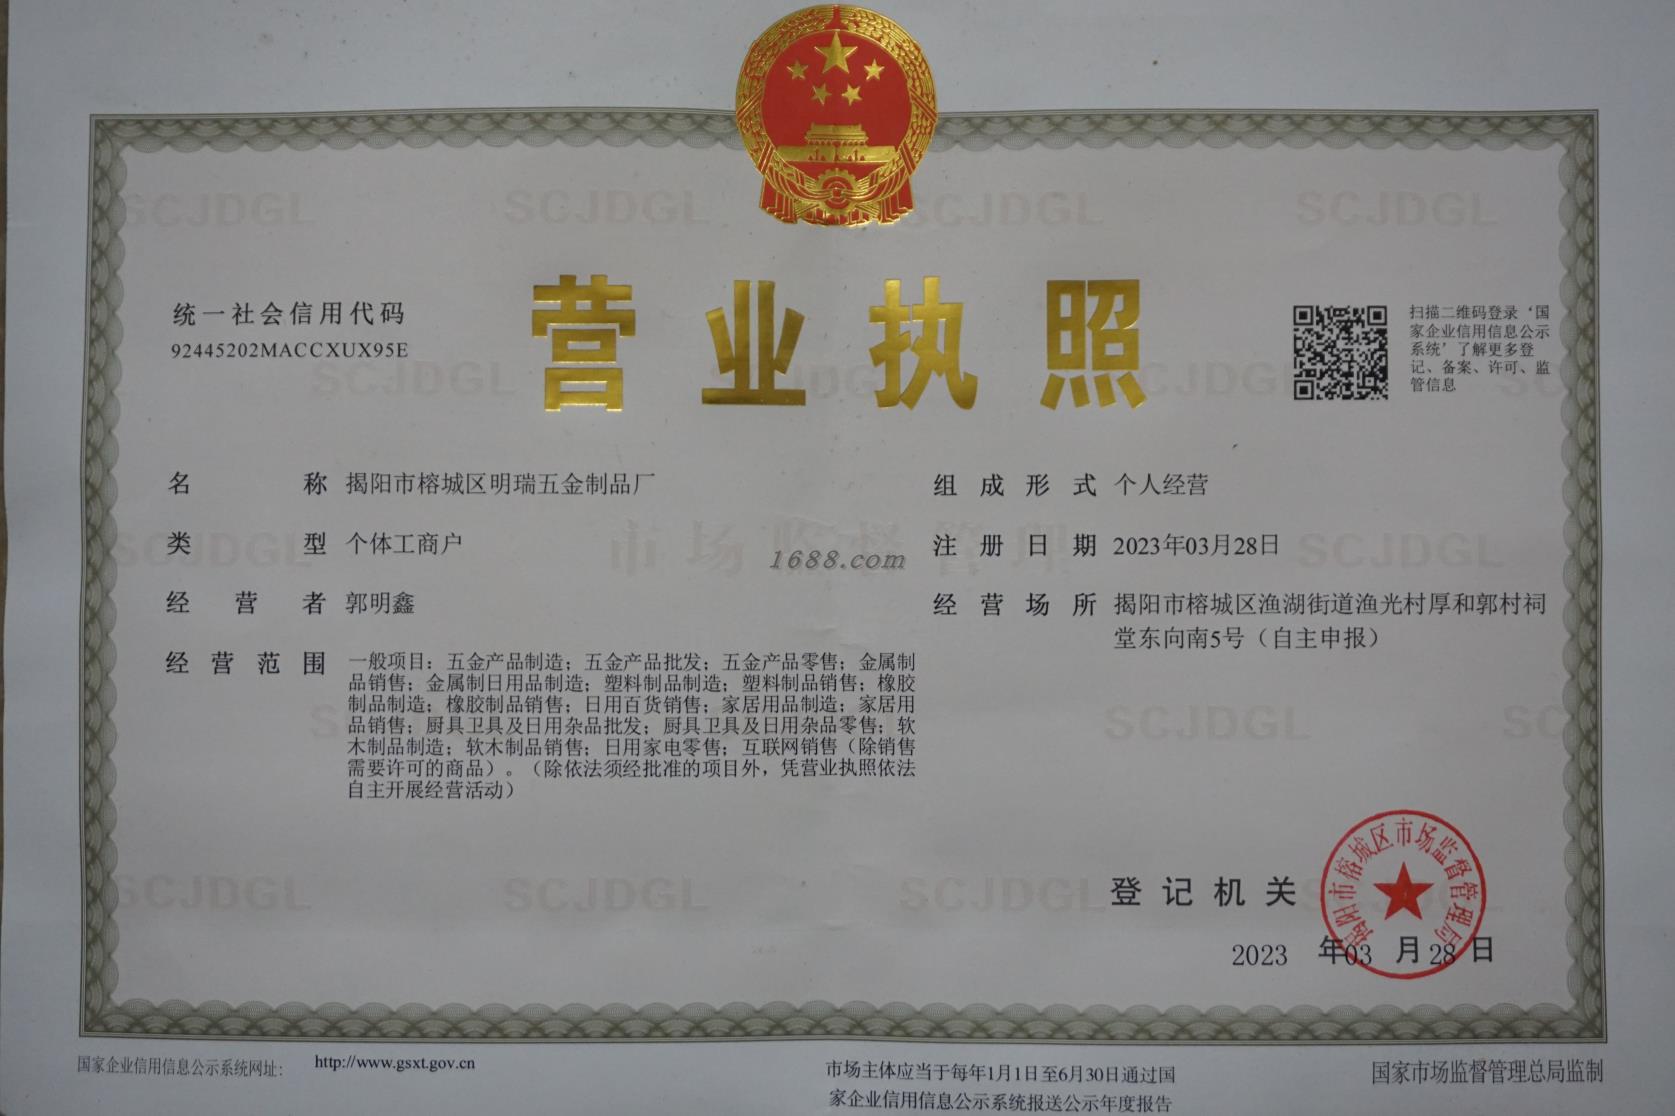 统一社会信用代码
92445202MACCXUX95E
营业执照
扫描二维码登录‘国
家企业信用信息公示
系统’了解更多登
记、备案、许可、监
管信息
名称 揭阳市榕城区明瑞五金制品厂
类型 个体工商户
经营者 郭明鑫
经营范围 一般项目：五金产品制造；五金产品批发；五金产品零售；金属制
品销售；金属制日用品制造；塑料制品制造；塑料制品销售；橡胶
制品制造；橡胶制品销售；日用百货销售；家居用品制造；家居用
品销售；厨具卫具及日用杂品批发；厨具卫具及日用杂品零售；软
木制品制造；软木制品销售；日用家电零售；互联网销售（除销售
需要许可的商品）。（除依法须经批准的项目外，凭营业执照依法
自主开展经营活动）
组成形式 个人经营
注册日期 2023年03月28日
经营场所 揭阳市榕城区渔湖街道渔光村厚和郭村祠
堂东向南5号（自主申报）
市场监督管理
1688.com
SCJDGL
登记机关
揭阳市榕城区市场监督管理局
2023 年03 月28 日
国家企业信用信息公示系统网址：http://www.gsxt.gov.cn
市场主体应当于每年1月1日至6月30日通过国
家企业信用信息公示系统报送公示年度报告
国家市场监督管理总局监制